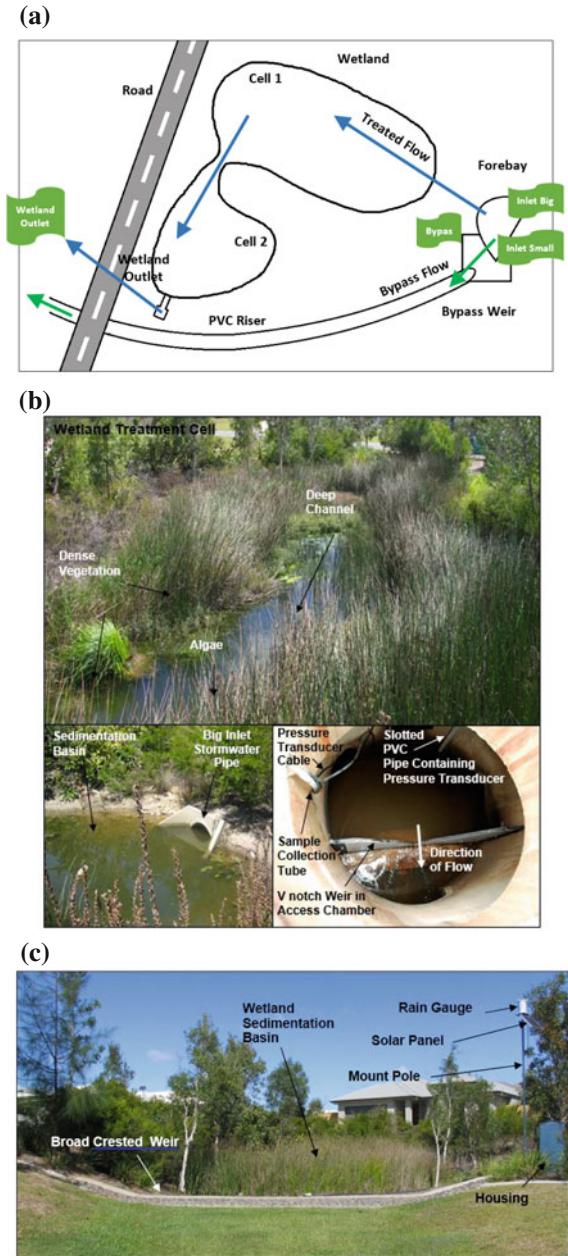 (a)
Wetland
Cell 1
Road
Treated Flow
Forebay
Wetland
Outlet
Inlet Big
Bypas
Inlet Small
Cell 2
Wetland
Outlet
Bypass Flow
PVC Riser
Bypass Weir
(b)
Wetland Treatment Cell
Deep
Channel
Dense
Vegetation
Algae
Sedimentation
Basin
Big Inlet
Stormwater
Pipe
Pressure
Transducer
Cable
Slotted
PVC
Pipe Containing
Pressure Transducer
Sample
Collection
Tube
Direction
of Flow
V notch Weir in
Access Chamber
(c)
Wetland
Sedimentation
Basin
Rain Gauge
Solar Panel
Mount Pole
Broad Crested Weir
Housing